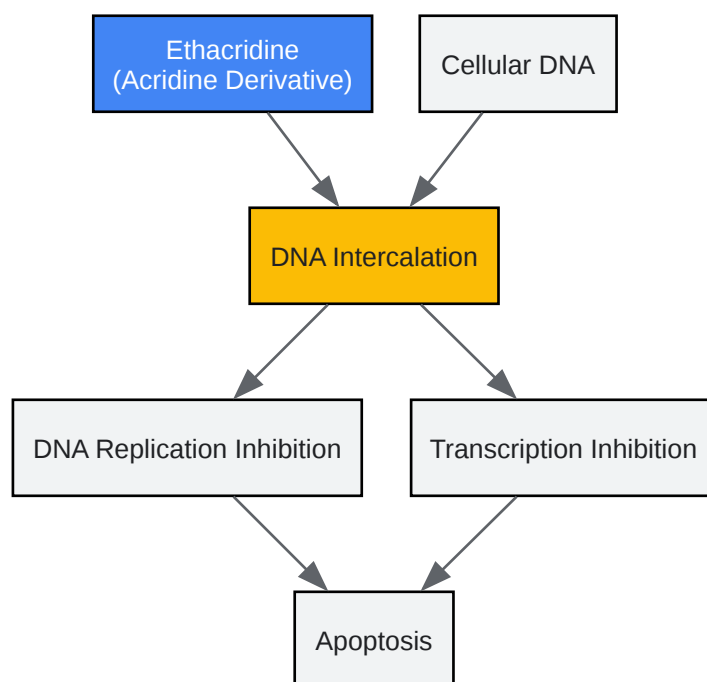 Ethacridine
(Acridine Derivative)
Cellular DNA
DNA Intercalation
DNA Replication Inhibition
Transcription Inhibition
Apoptosis